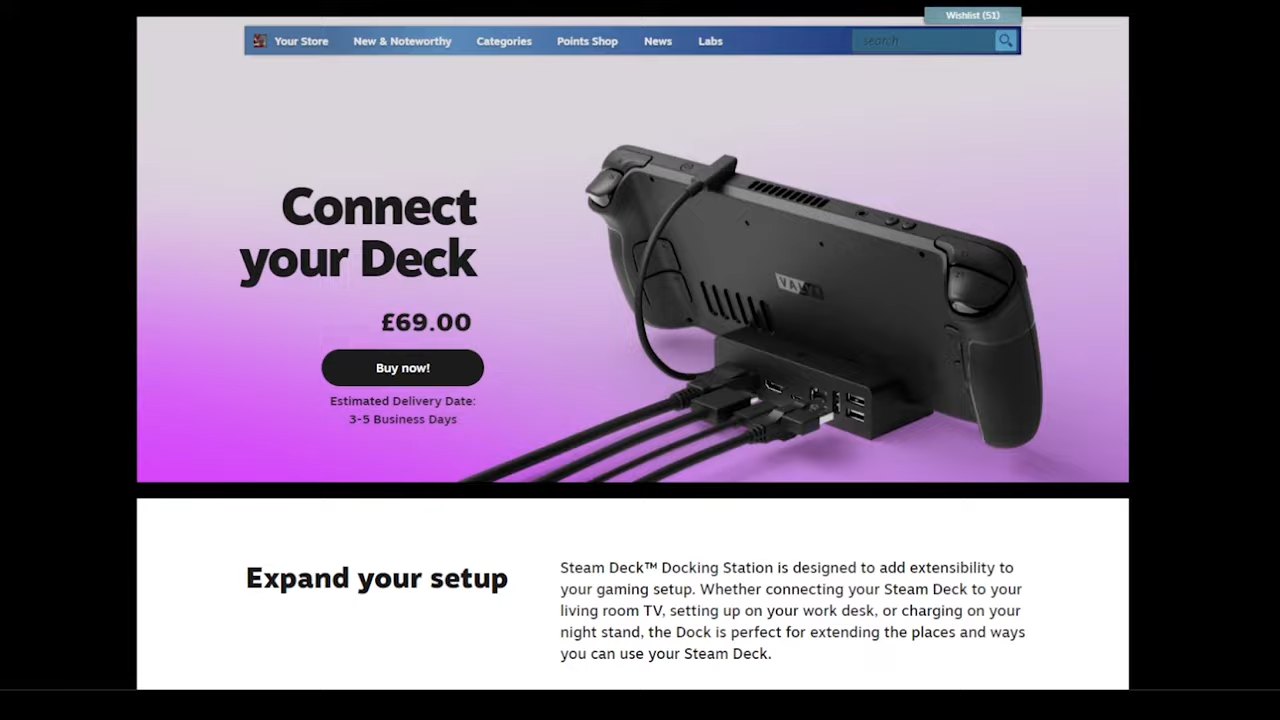 Wishlist (51)
Your Store New & Noteworthy Categories Points Shop News Labs search
Connect
your Deck
£69.00
Buy now!
Estimated Delivery Date:
3-5 Business Days
VALVE
Expand your setup
Steam Deck™ Docking Station is designed to add extensibility to
your gaming setup. Whether connecting your Steam Deck to your
living room TV, setting up on your work desk, or charging on your
night stand, the Dock is perfect for extending the places and ways
you can use your Steam Deck.